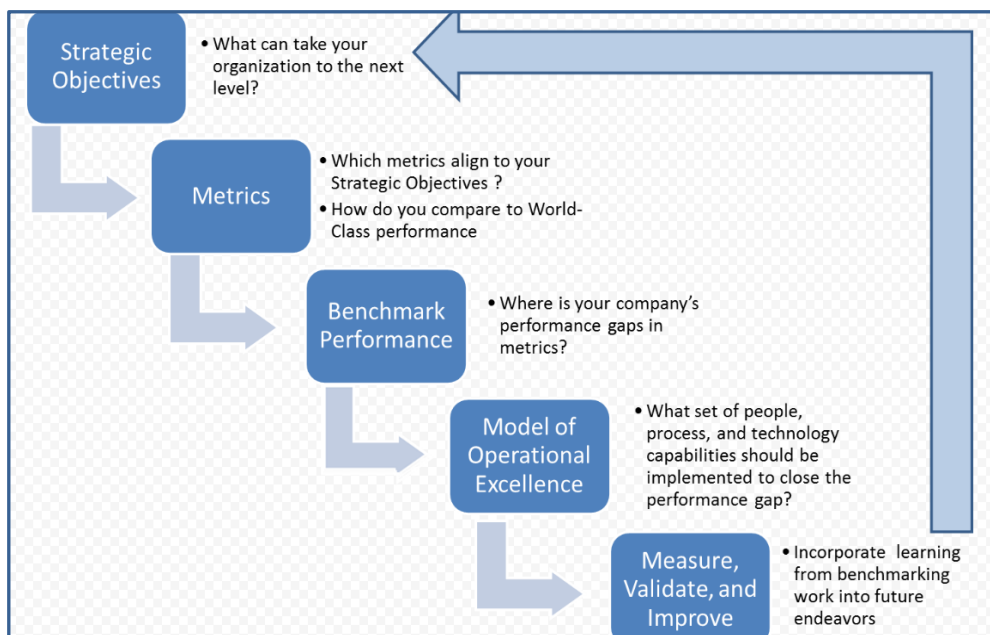 Strategic
Objectives
• What can take your
organization to the next
level?
Metrics
• Which metrics align to your
Strategic Objectives ?
• How do you compare to World-
Class performance
Benchmark
Performance
• Where is your company’s
performance gaps in
metrics?
Model of
Operational
Excellence
• What set of people,
process, and technology
capabilities should be
implemented to close the
performance gap?
Measure,
Validate, and
Improve
• Incorporate learning
from benchmarking
work into future
endeavors